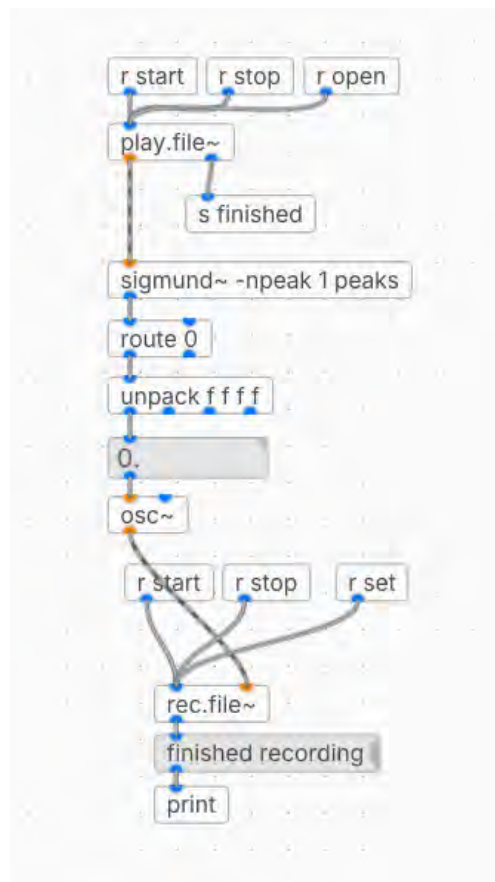 r start r stop r open
play.file~
s finished
sigmund~ -npeak 1 peaks
route 0
unpack f f f f
0.
osc~
r start r stop r set
rec.file~
finished recording
print